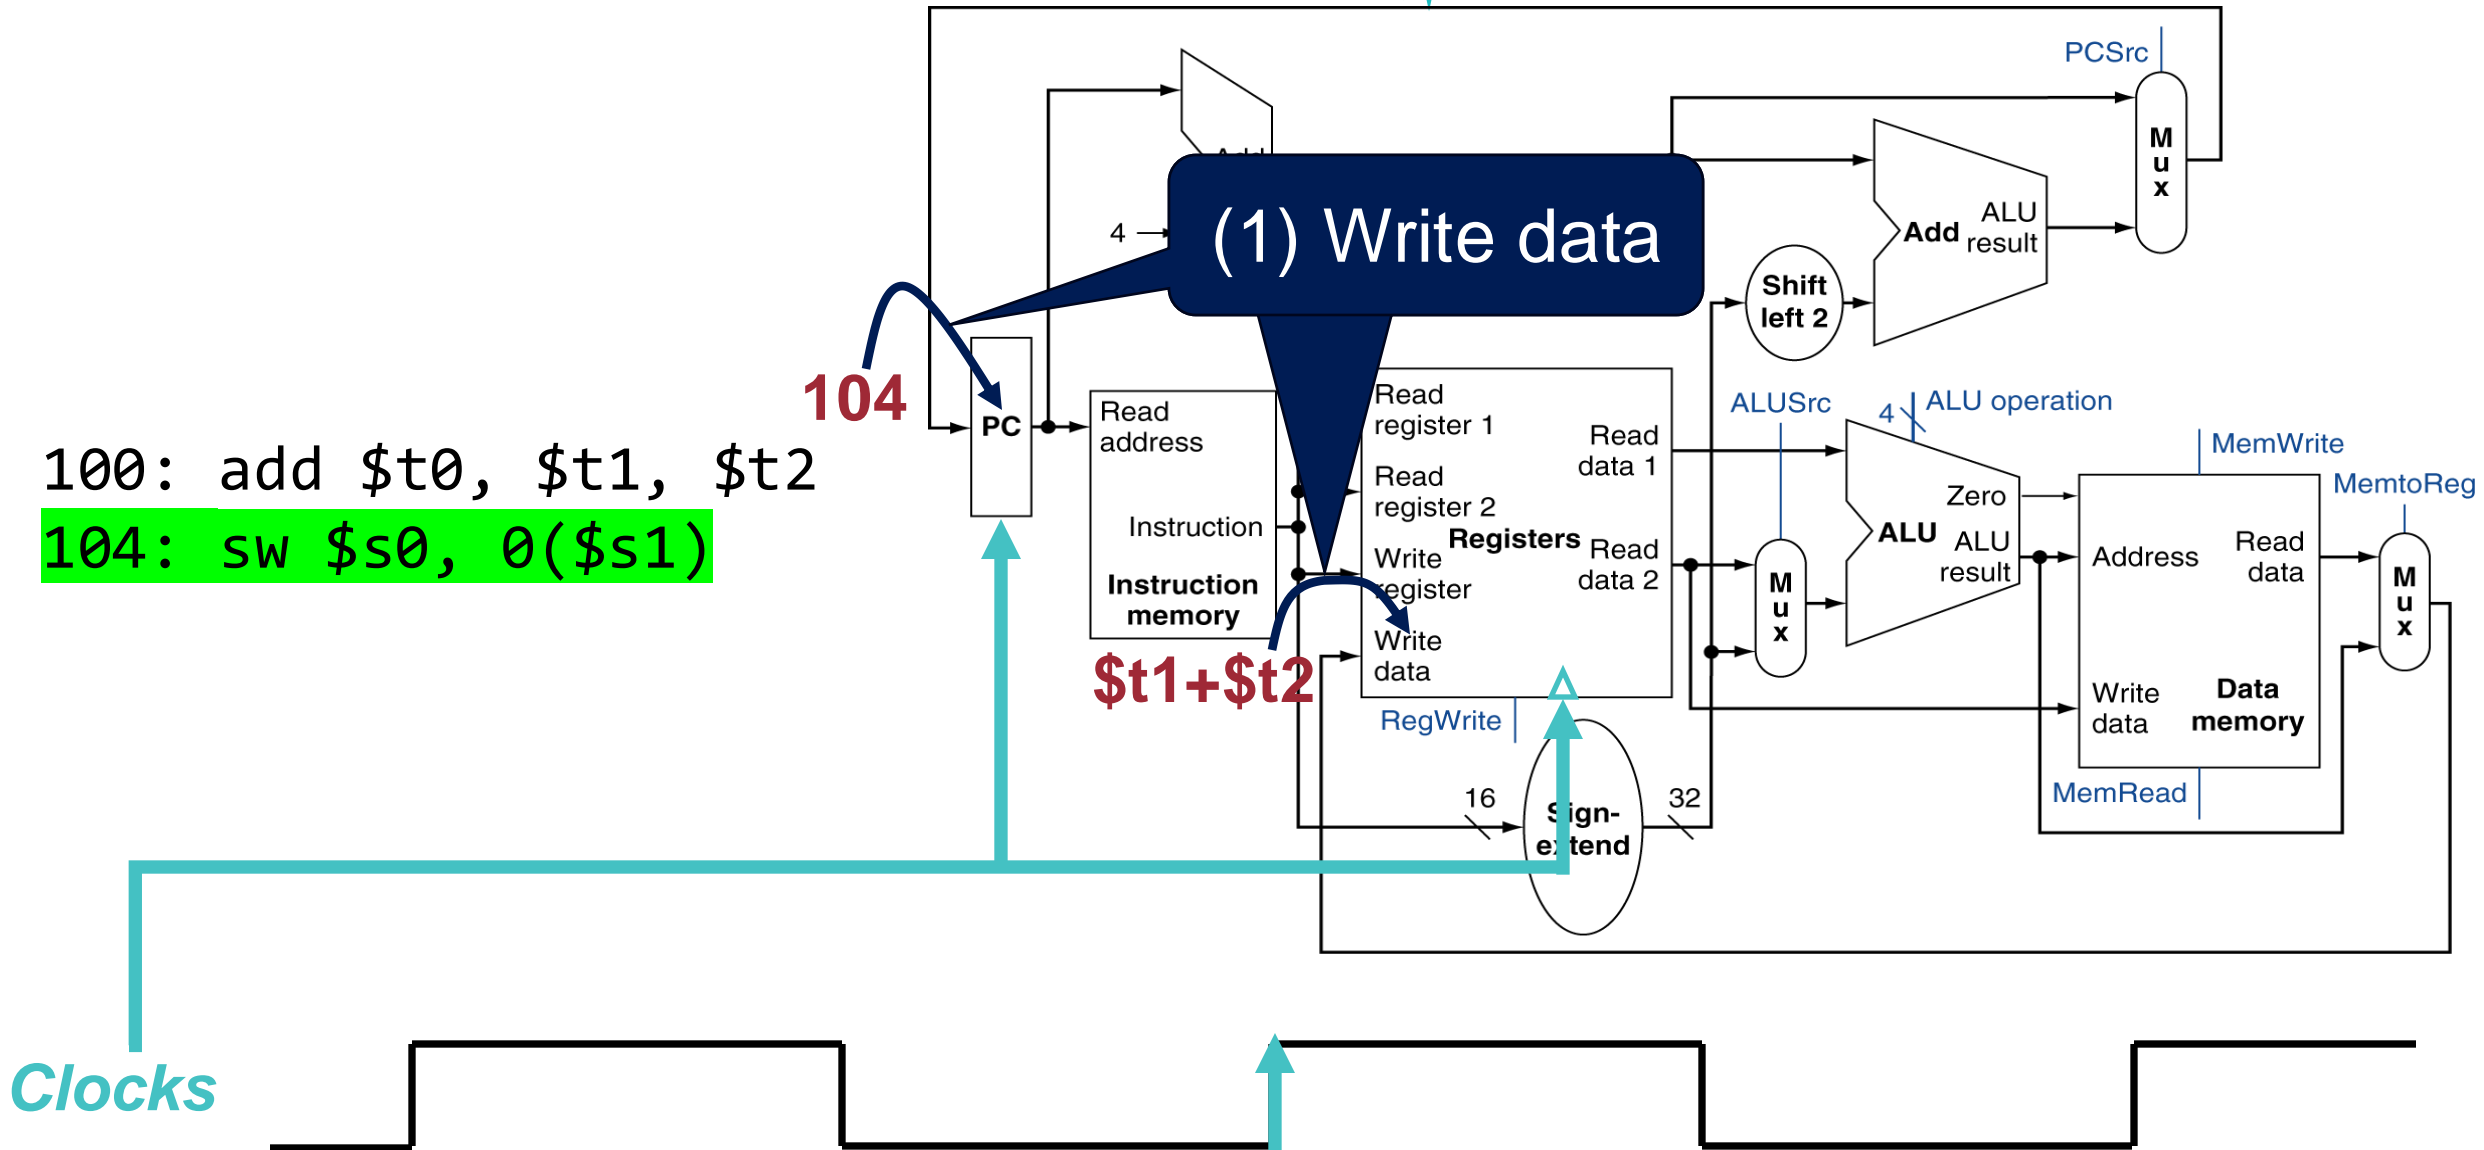 PCSrc
Add
M
u
x
(1) Write data
4
Add
ALU
result
Shift
left 2
104
PC
Read
address
Instruction
Instruction
memory
Read
register 1
Read
register 2
Write
register
Write
data
Registers
Read
data 1
Read
data 2
RegWrite
ALUSrc
M
u
x
4
ALU operation
Zero
ALU
ALU
result
MemWrite
Address
Read
data
Write
data
Data
memory
MemRead
MemtoReg
M
u
x
100: add $t0, $t1, $t2
104: sw $s0, 0($s1)
$t1+$t2
16
Sign-
extend
32
Clocks